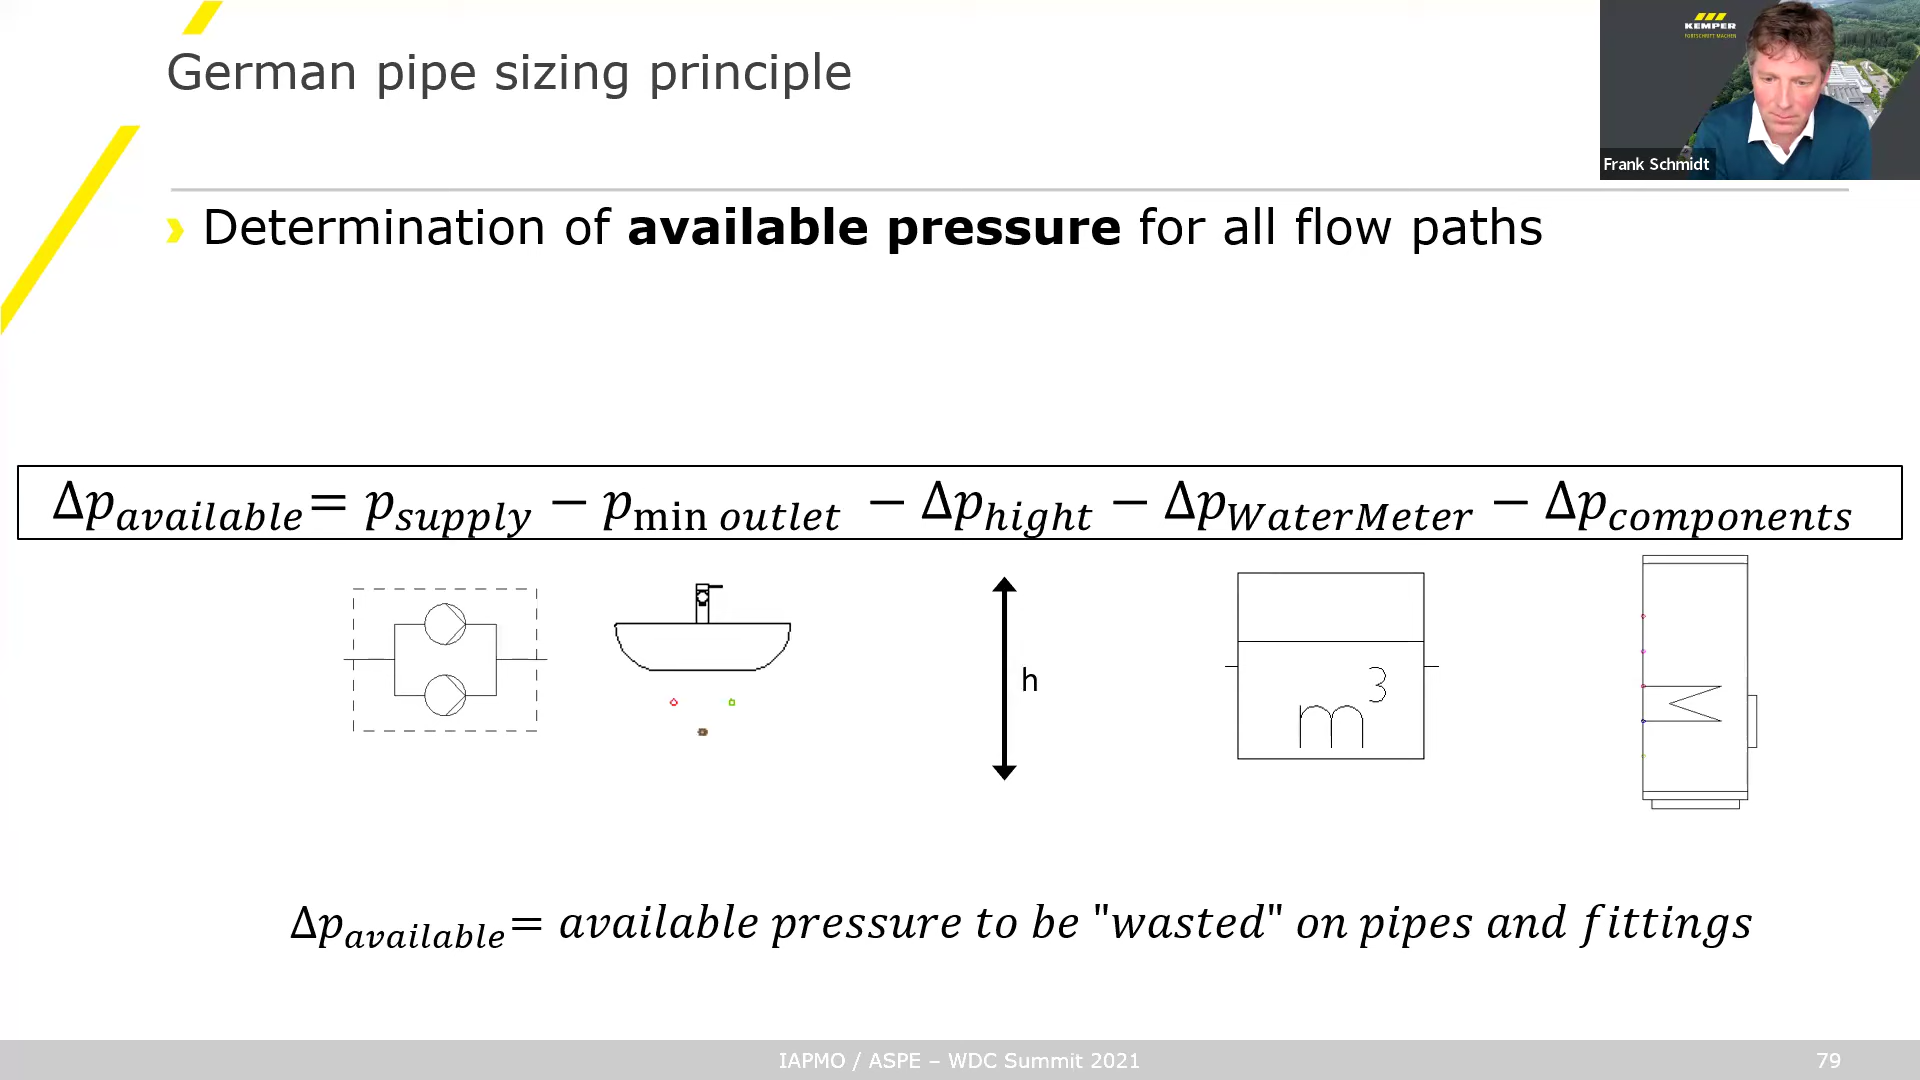 German pipe sizing principle
KEMPER
FORTSCHRITT MACHEN
Frank Schmidt
Determination of available pressure for all flow paths
Δp_available = p_supply − p_min outlet − Δp_hight − Δp_WaterMeter − Δp_components
h
m³
Δp_available = available pressure to be "wasted" on pipes and fittings
IAPMO / ASPE – WDC Summit 2021
79